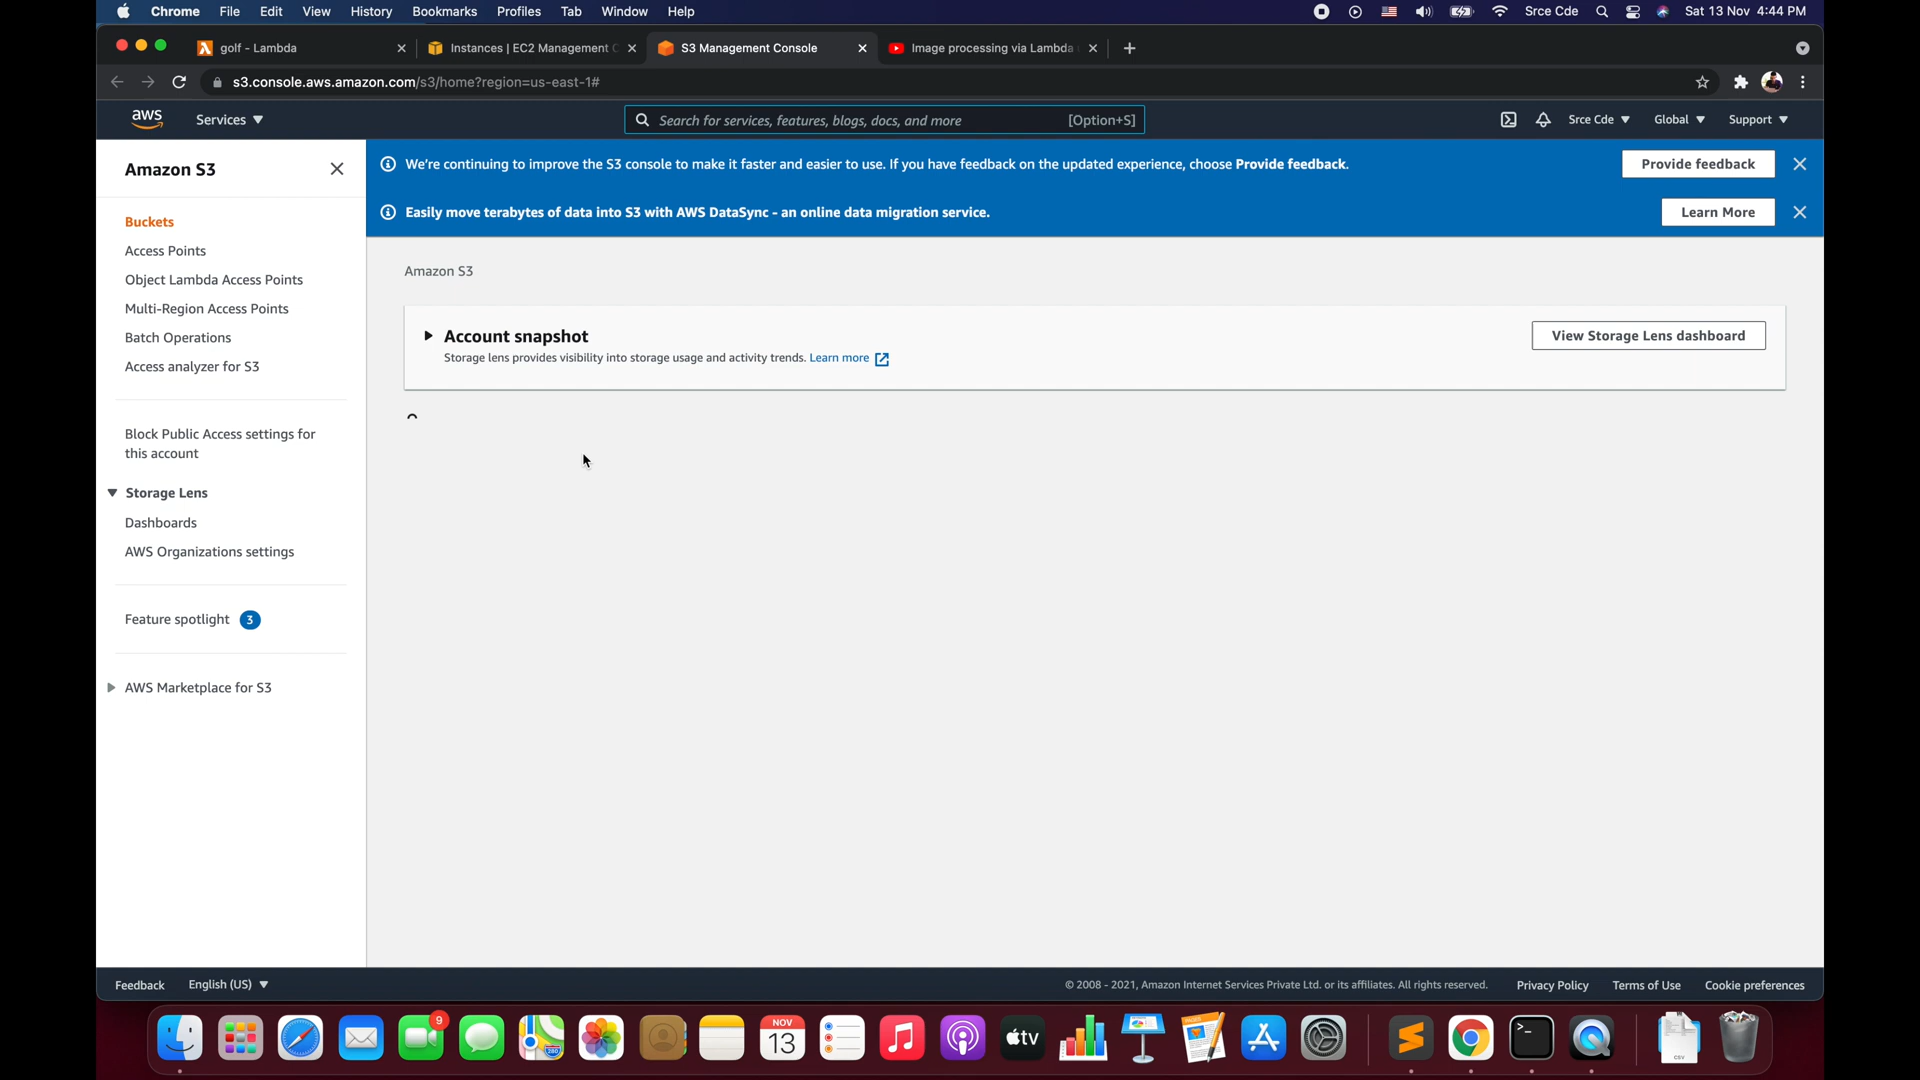 Chrome File Edit View History Bookmarks Profiles Tab Window Help Srce Cde Sat 13 Nov 4:44 PM
golf - Lambda Instances | EC2 Management C S3 Management Console Image processing via Lambda
s3.console.aws.amazon.com/s3/home?region=us-east-1#
aws Services Search for services, features, blogs, docs, and more [Option+S] Srce Cde Global Support
Amazon S3
Buckets
Access Points
Object Lambda Access Points
Multi-Region Access Points
Batch Operations
Access analyzer for S3
Block Public Access settings for
this account
Storage Lens
Dashboards
AWS Organizations settings
Feature spotlight 3
AWS Marketplace for S3
We're continuing to improve the S3 console to make it faster and easier to use. If you have feedback on the updated experience, choose Provide feedback. Provide feedback
Easily move terabytes of data into S3 with AWS DataSync - an online data migration service. Learn More
Amazon S3
Account snapshot View Storage Lens dashboard
Storage lens provides visibility into storage usage and activity trends. Learn more
Feedback English (US) © 2008 - 2021, Amazon Internet Services Private Ltd. or its affiliates. All rights reserved. Privacy Policy Terms of Use Cookie preferences
9
280
NOV
13
tv
CSV